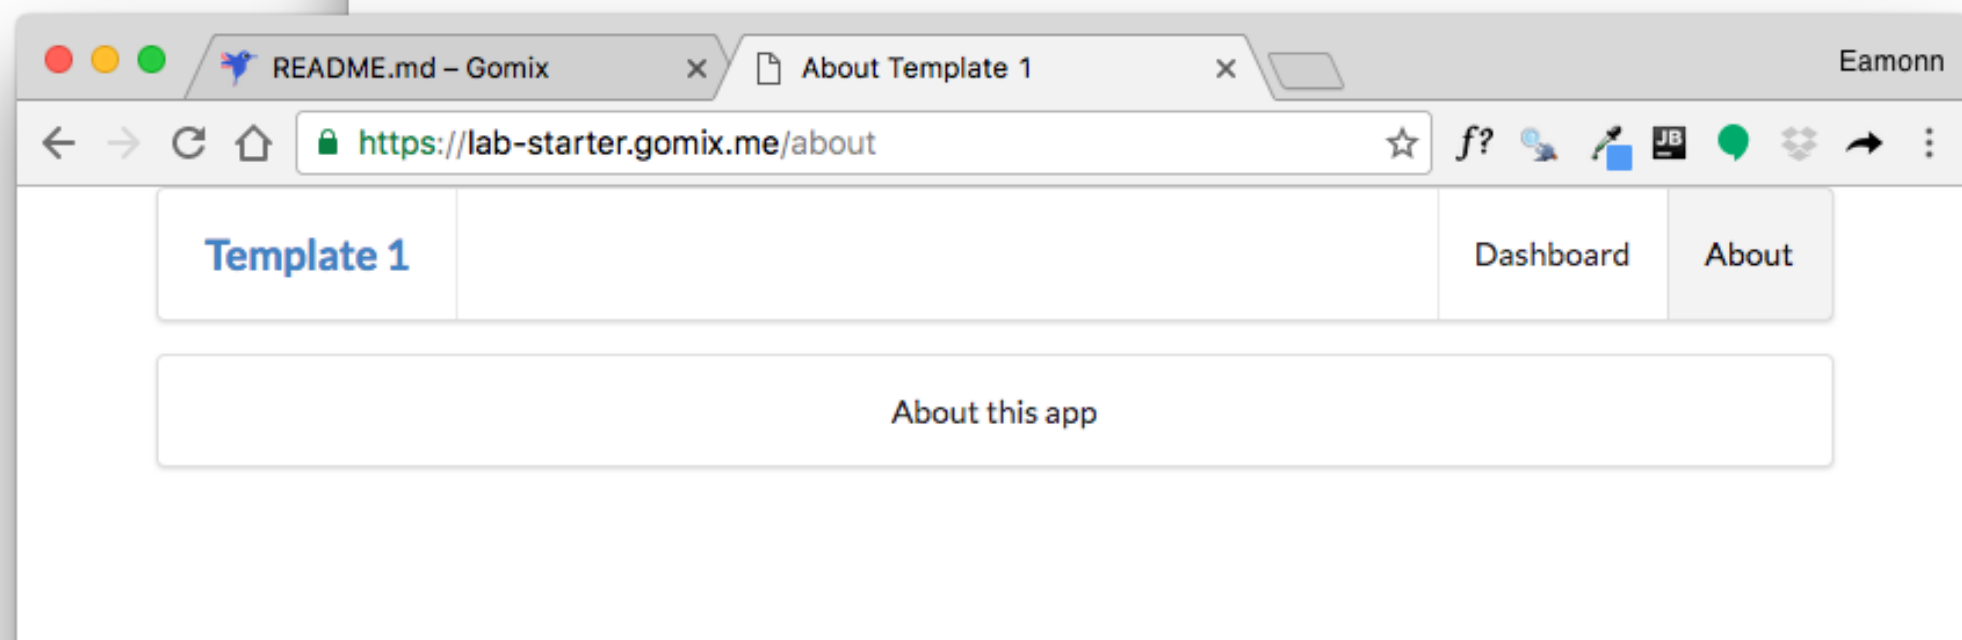 README.md – Gomix
About Template 1
Eamonn
https://lab-starter.gomix.me/about
f?
JB
Template 1
Dashboard
About
About this app